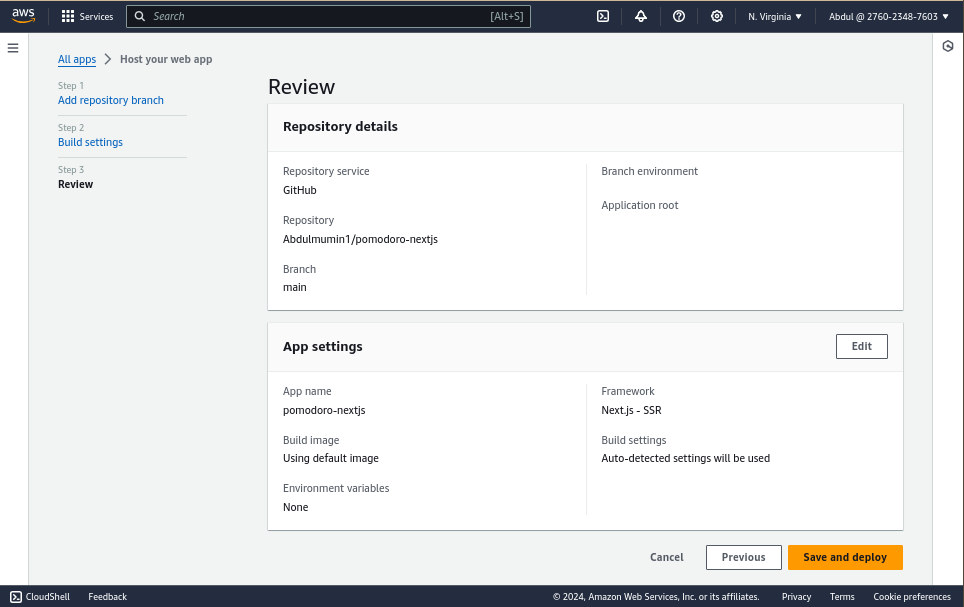 aws
Services
Search
[Alt+S]
N. Virginia ▼
Abdul @ 2760-2348-7603 ▼
All apps > Host your web app
Step 1
Add repository branch
Step 2
Build settings
Step 3
Review
Review
Repository details
Repository service
GitHub
Repository
Abdulmumin1/pomodoro-nextjs
Branch
main
Branch environment
Application root
App settings
Edit
App name
pomodoro-nextjs
Build image
Using default image
Environment variables
None
Framework
Next.js - SSR
Build settings
Auto-detected settings will be used
Cancel
Previous
Save and deploy
CloudShell
Feedback
© 2024, Amazon Web Services, Inc. or its affiliates.
Privacy
Terms
Cookie preferences